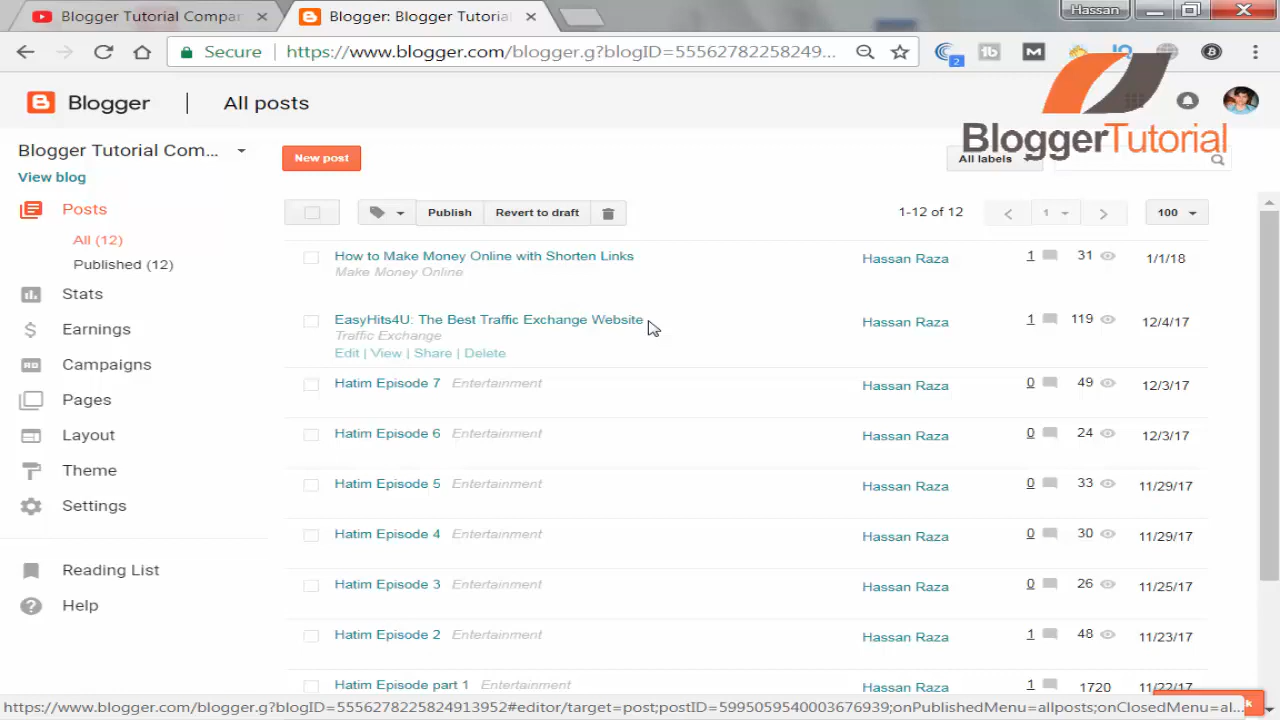 Blogger Tutorial Compar
Blogger: Blogger Tutorial
Hassan
Secure
https://www.blogger.com/blogger.g?blogID=55562782258249...
2
Blogger
All posts
BloggerTutorial
Blogger Tutorial Com...
New post
All labels
View blog
Posts
Publish
Revert to draft
1-12 of 12
1
100
All (12)
Published (12)
Stats
Earnings
Campaigns
Pages
Layout
Theme
Settings
Reading List
Help
How to Make Money Online with Shorten Links
Make Money Online
Hassan Raza
1
31
1/1/18
EasyHits4U: The Best Traffic Exchange Website
Traffic Exchange
Edit | View | Share | Delete
Hassan Raza
1
119
12/4/17
Hatim Episode 7 Entertainment
Hassan Raza
0
49
12/3/17
Hatim Episode 6 Entertainment
Hassan Raza
0
24
12/3/17
Hatim Episode 5 Entertainment
Hassan Raza
0
33
11/29/17
Hatim Episode 4 Entertainment
Hassan Raza
0
30
11/29/17
Hatim Episode 3 Entertainment
Hassan Raza
0
26
11/25/17
Hatim Episode 2 Entertainment
Hassan Raza
1
48
11/23/17
Hatim Episode part 1 Entertainment
Hassan Raza
1
1720
11/22/17
https://www.blogger.com/blogger.g?blogID=5556278225824913952#editor/target=post;postID=5995059540003676939;onPublishedMenu=allposts;onClosedMenu=al...